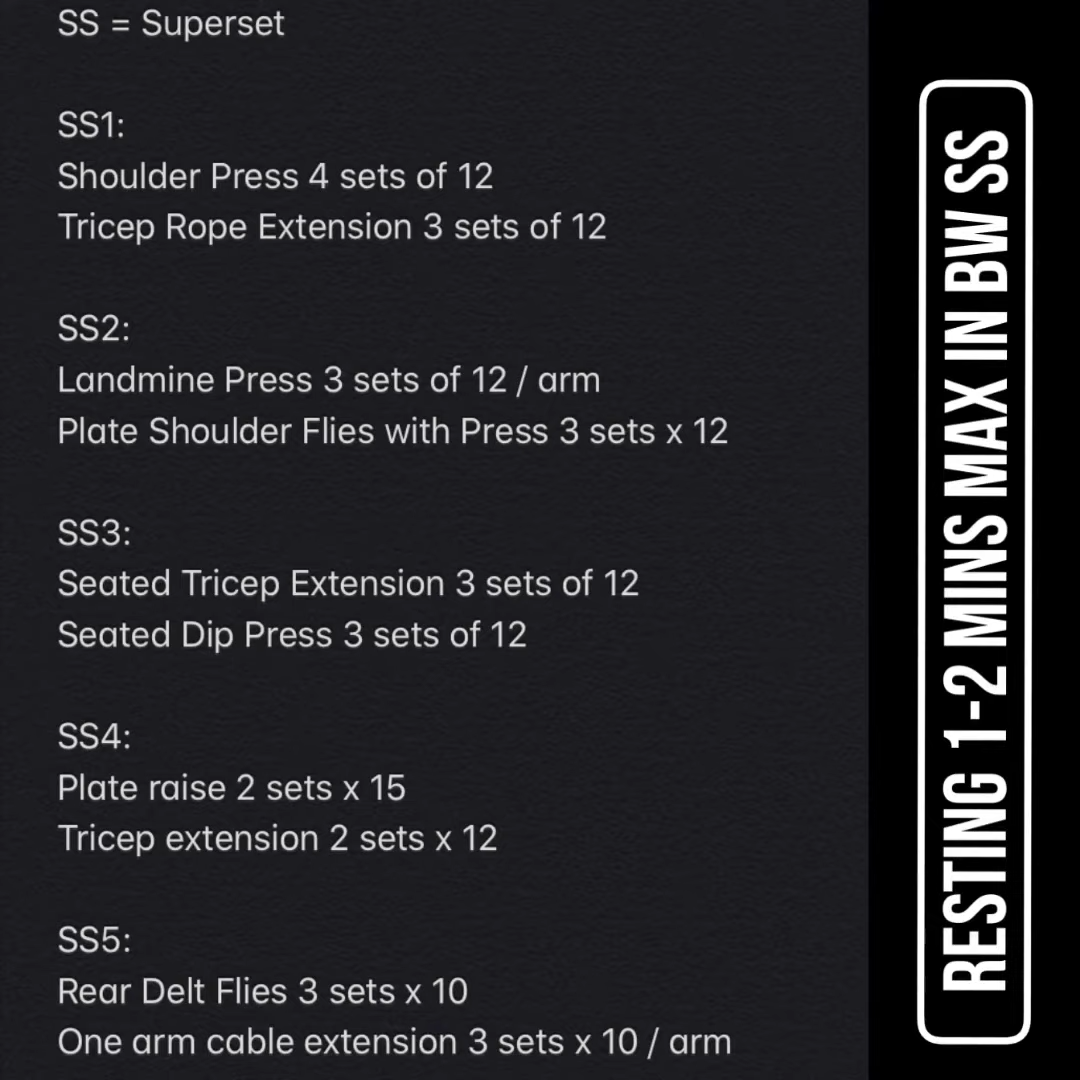 SS = Superset
SS1:
Shoulder Press 4 sets of 12
Tricep Rope Extension 3 sets of 12
SS2:
Landmine Press 3 sets of 12 / arm
Plate Shoulder Flies with Press 3 sets x 12
SS3:
Seated Tricep Extension 3 sets of 12
Seated Dip Press 3 sets of 12
SS4:
Plate raise 2 sets x 15
Tricep extension 2 sets x 12
SS5:
Rear Delt Flies 3 sets x 10
One arm cable extension 3 sets x 10 / arm
RESTING 1-2 MINS MAX IN BW SS